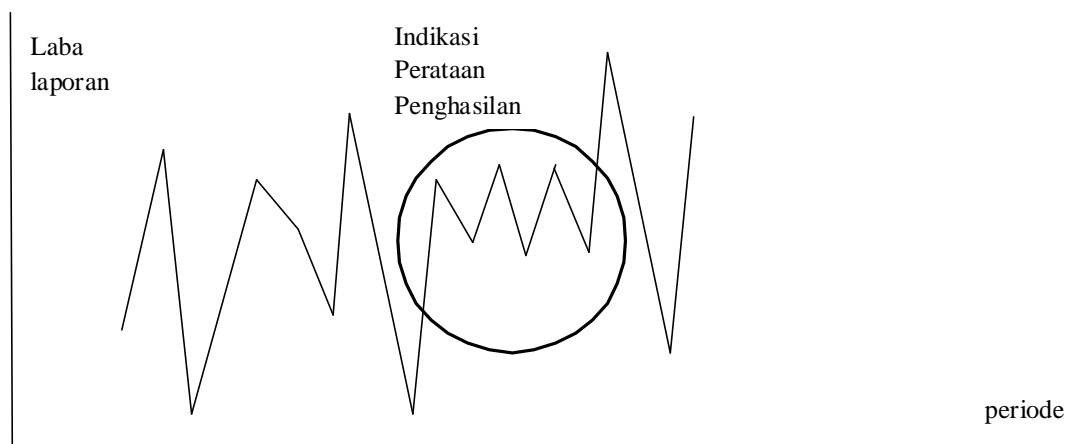 Laba
laporan
Indikasi
Perataan
Penghasilan
periode